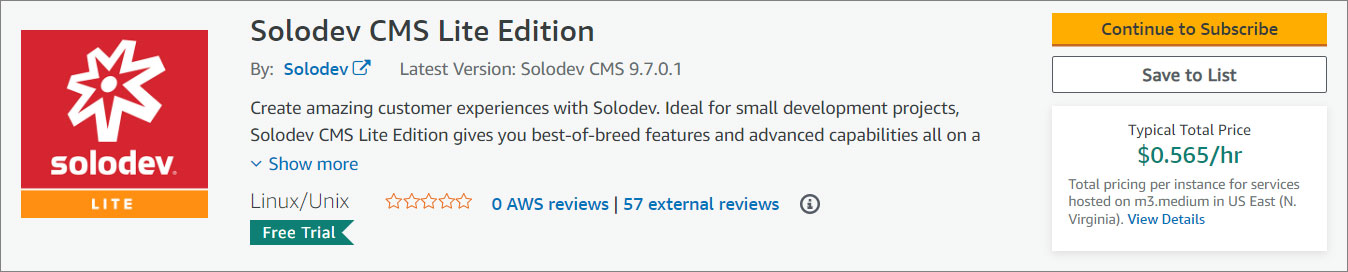 Solodev CMS Lite Edition
By: Solodev Latest Version: Solodev CMS 9.7.0.1
Create amazing customer experiences with Solodev. Ideal for small development projects,
Solodev CMS Lite Edition gives you best-of-breed features and advanced capabilities all on a
Show more
Linux/Unix 0 AWS reviews | 57 external reviews
Free Trial
solodev
LITE
Continue to Subscribe
Save to List
Typical Total Price
$0.565/hr
Total pricing per instance for services
hosted on m3.medium in US East (N.
Virginia). View Details